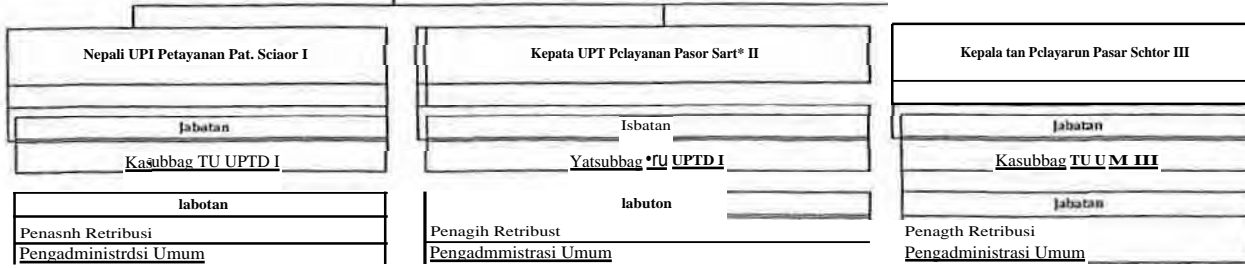 Nepali UPI Petayanan Pat. Sciaor I
Jabatan
Kasubbag TU UPTD I
labotan
Penasnh Retribusi
Pengadministrdsi Umum
Kepata UPT Pclayanan Pasor Sart* II
Isbatan
Yatsubbag •ru UPTD I
labuton
Penagih Retribust
Pengadmmistrasi Umum
Kepala tan Pclayarun Pasar Schtor III
Jabatan
Kasubbag TU U M III
Jabatan
Penagth Retribusi
Pengadministrasi Umum